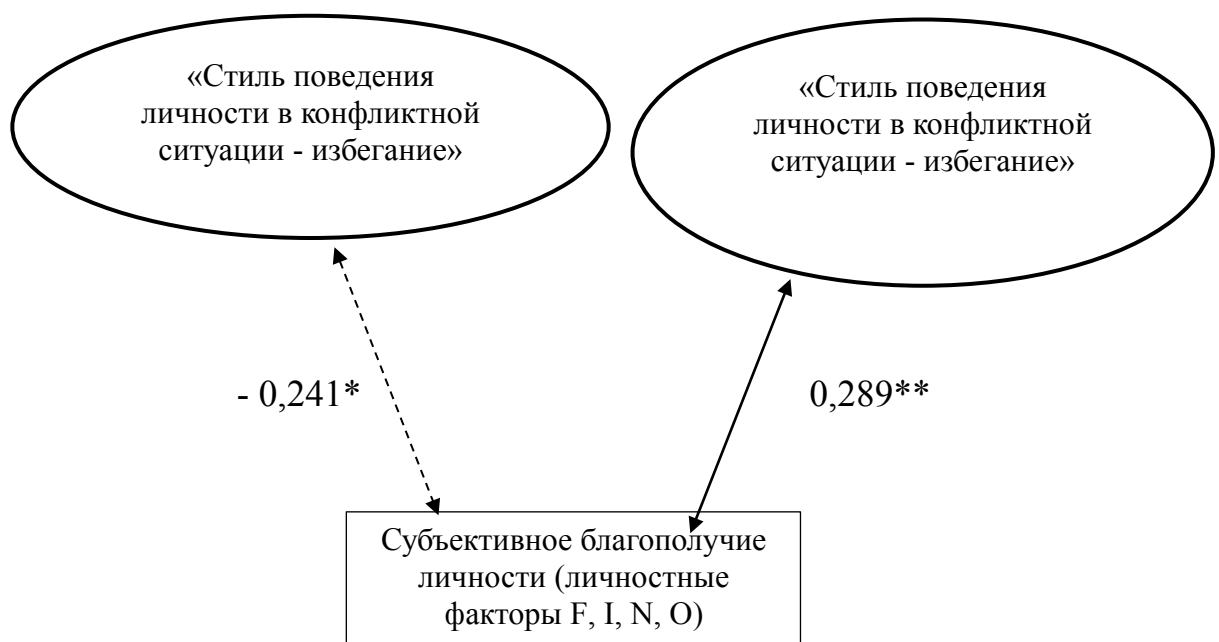 «Стиль поведения
личности в конфликтной
ситуации - избегание»
«Стиль поведения
личности в конфликтной
ситуации - избегание»
- 0,241*
0,289**
Субъективное благополучие
личности (личностные
факторы F, I, N, O)